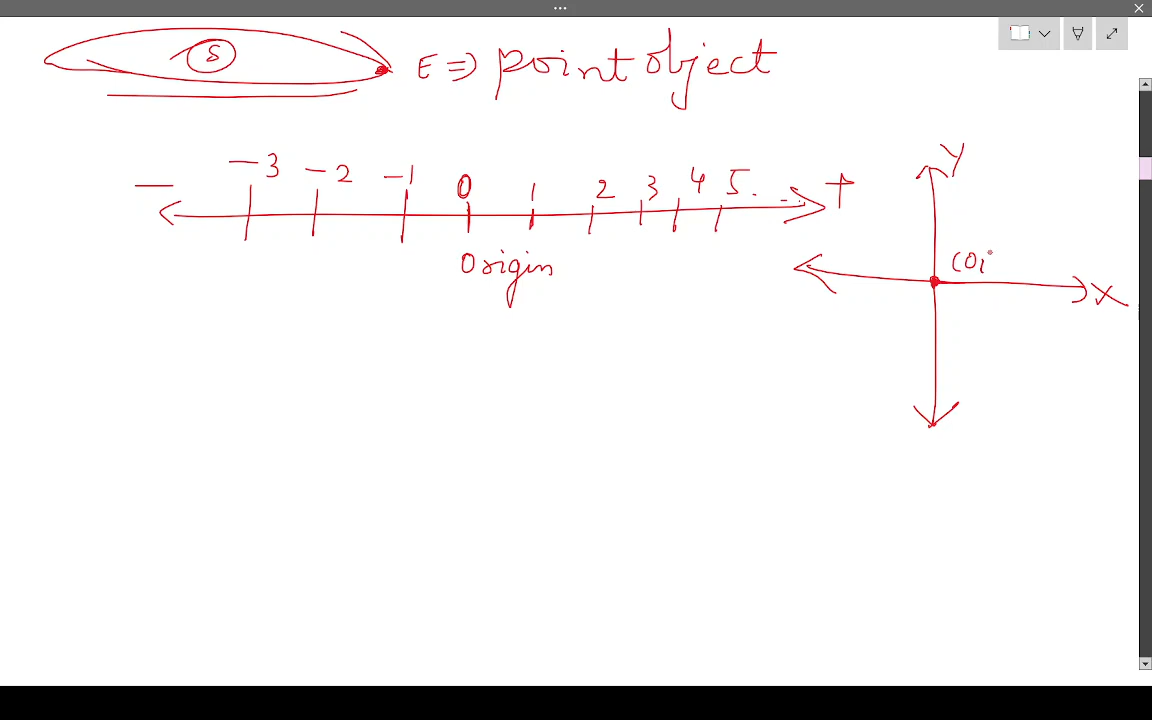 S E => point object
-3 -2 -1 0 1 2 3 4 5 . - ..
- +
Origin
Y
(0,
X